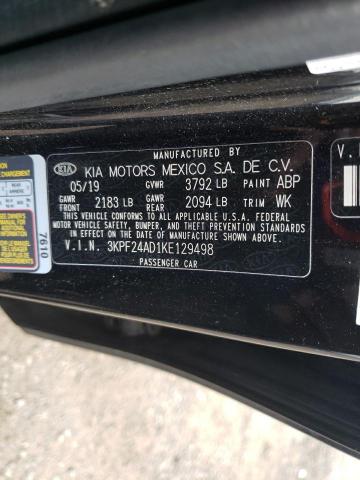 MANUFACTURED BY
KIA KIA MOTORS MEXICO S.A. DE C.V.
05/19 GVWR 3792 LB PAINT ABP
GAWR FRONT 2183 LB GAWR REAR 2094 LB TRIM WK
THIS VEHICLE CONFORMS TO ALL APPLICABLE U.S.A. FEDERAL
MOTOR VEHICLE SAFETY, BUMPER, AND THEFT PREVENTION
STANDARDS IN EFFECT ON THE DATE OF MANUFACTURE SHOWN ABOVE.
V.I.N. 3KPF24AD1KE129498
PASSENGER CAR
7610
V.I